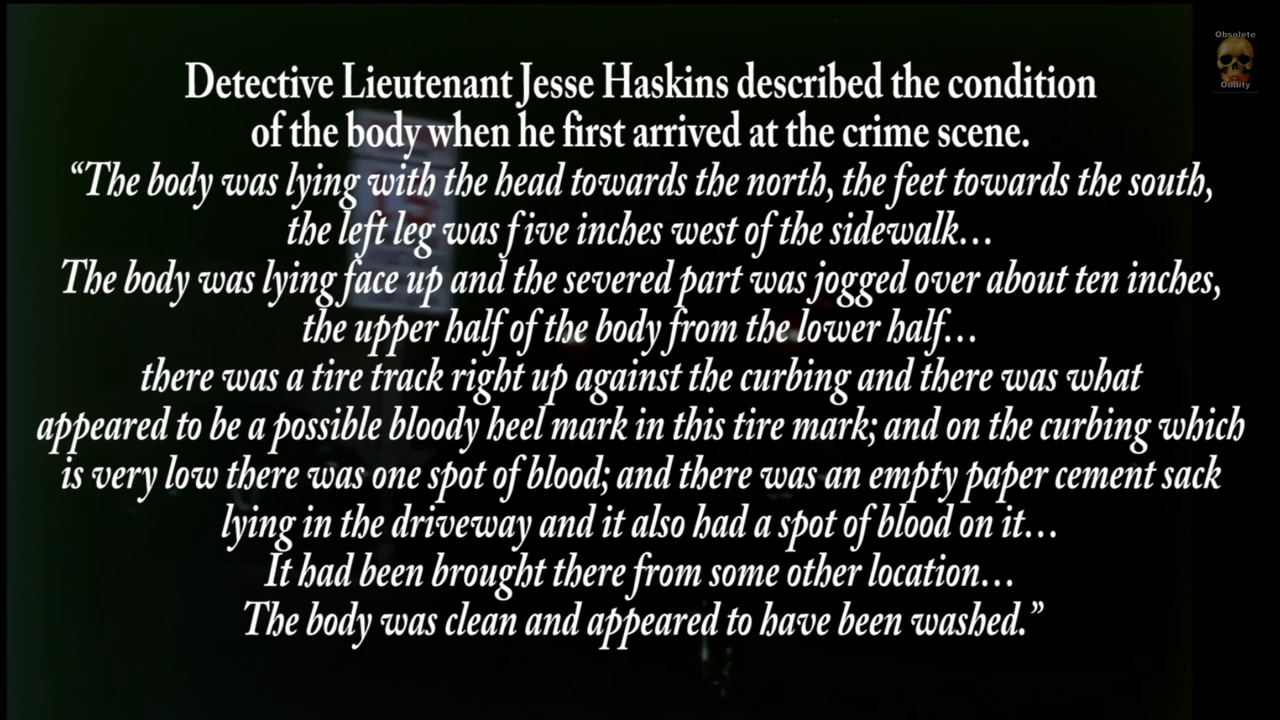 Obsolete
Oddity
Detective Lieutenant Jesse Haskins described the condition
of the body when he first arrived at the crime scene.
“The body was lying with the head towards the north, the feet towards the south,
the left leg was five inches west of the sidewalk…
The body was lying face up and the severed part was jogged over about ten inches,
the upper half of the body from the lower half…
there was a tire track right up against the curbing and there was what
appeared to be a possible bloody heel mark in this tire mark; and on the curbing which
is very low there was one spot of blood; and there was an empty paper cement sack
lying in the driveway and it also had a spot of blood on it…
It had been brought there from some other location…
The body was clean and appeared to have been washed.”